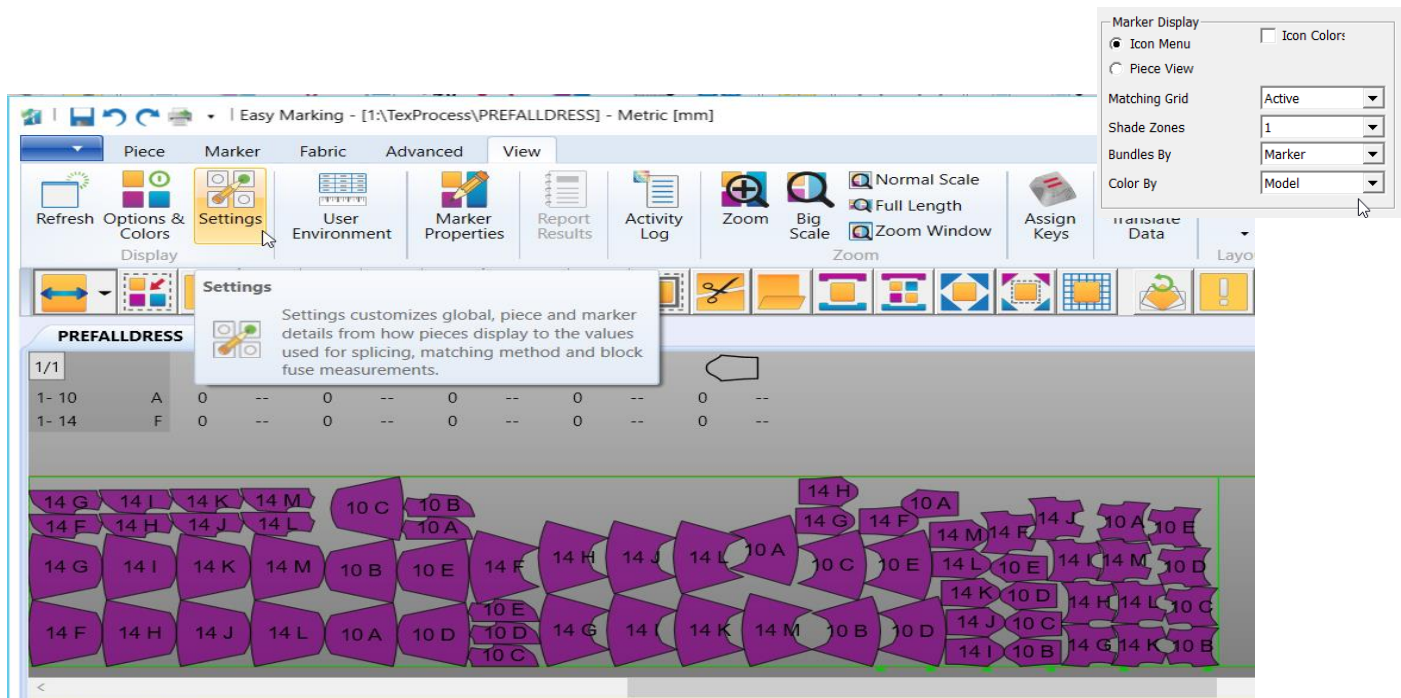 Marker Display
Icon Menu
Icon Colors
Piece View
Matching Grid Active
Shade Zones 1
Bundles By Marker
Color By Model
Easy Marking - [1:\TexProcess\PREFALLDRESS] - Metric [mm]
Piece Marker Fabric Advanced View
Refresh Options & Colors Settings User Environment Marker Properties Report Results Activity Log Zoom Big Scale Assign Keys Translate Data
Normal Scale
Full Length
Zoom Window
Display Zoom Layo
Settings
Settings customizes global, piece and marker
details from how pieces display to the values
used for splicing, matching method and block
fuse measurements.
PREFALLDRESS
1/1
1- 10 A 0 -- 0 -- 0 -- 0 -- 0 --
1- 14 F 0 -- 0 -- 0 -- 0 -- 0 --
14 G 14 I 14 K 14 M 10 C 10 B 14 H 10 A
14 F 14 H 14 J 14 L 10 A 14 G 14 F 14 M 14 F 14 J 10 A 10 E
14 G 14 I 14 K 14 M 10 B 10 E 14 F 14 H 14 J 14 L 10 A 10 C 10 E 14 L 10 E 14 I 14 M 10 D
10 E 14 K 10 D 14 H 14 L 10 C
14 F 14 H 14 J 14 L 10 A 10 D 10 D 14 G 14 I 14 K 14 M 10 B 10 D 14 J 10 C
10 C 14 I 10 B 14 G 14 K 10 B